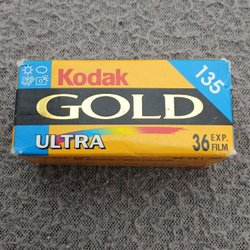 Kodak
135
GOLD
ULTRA
36 EXP.
FILM